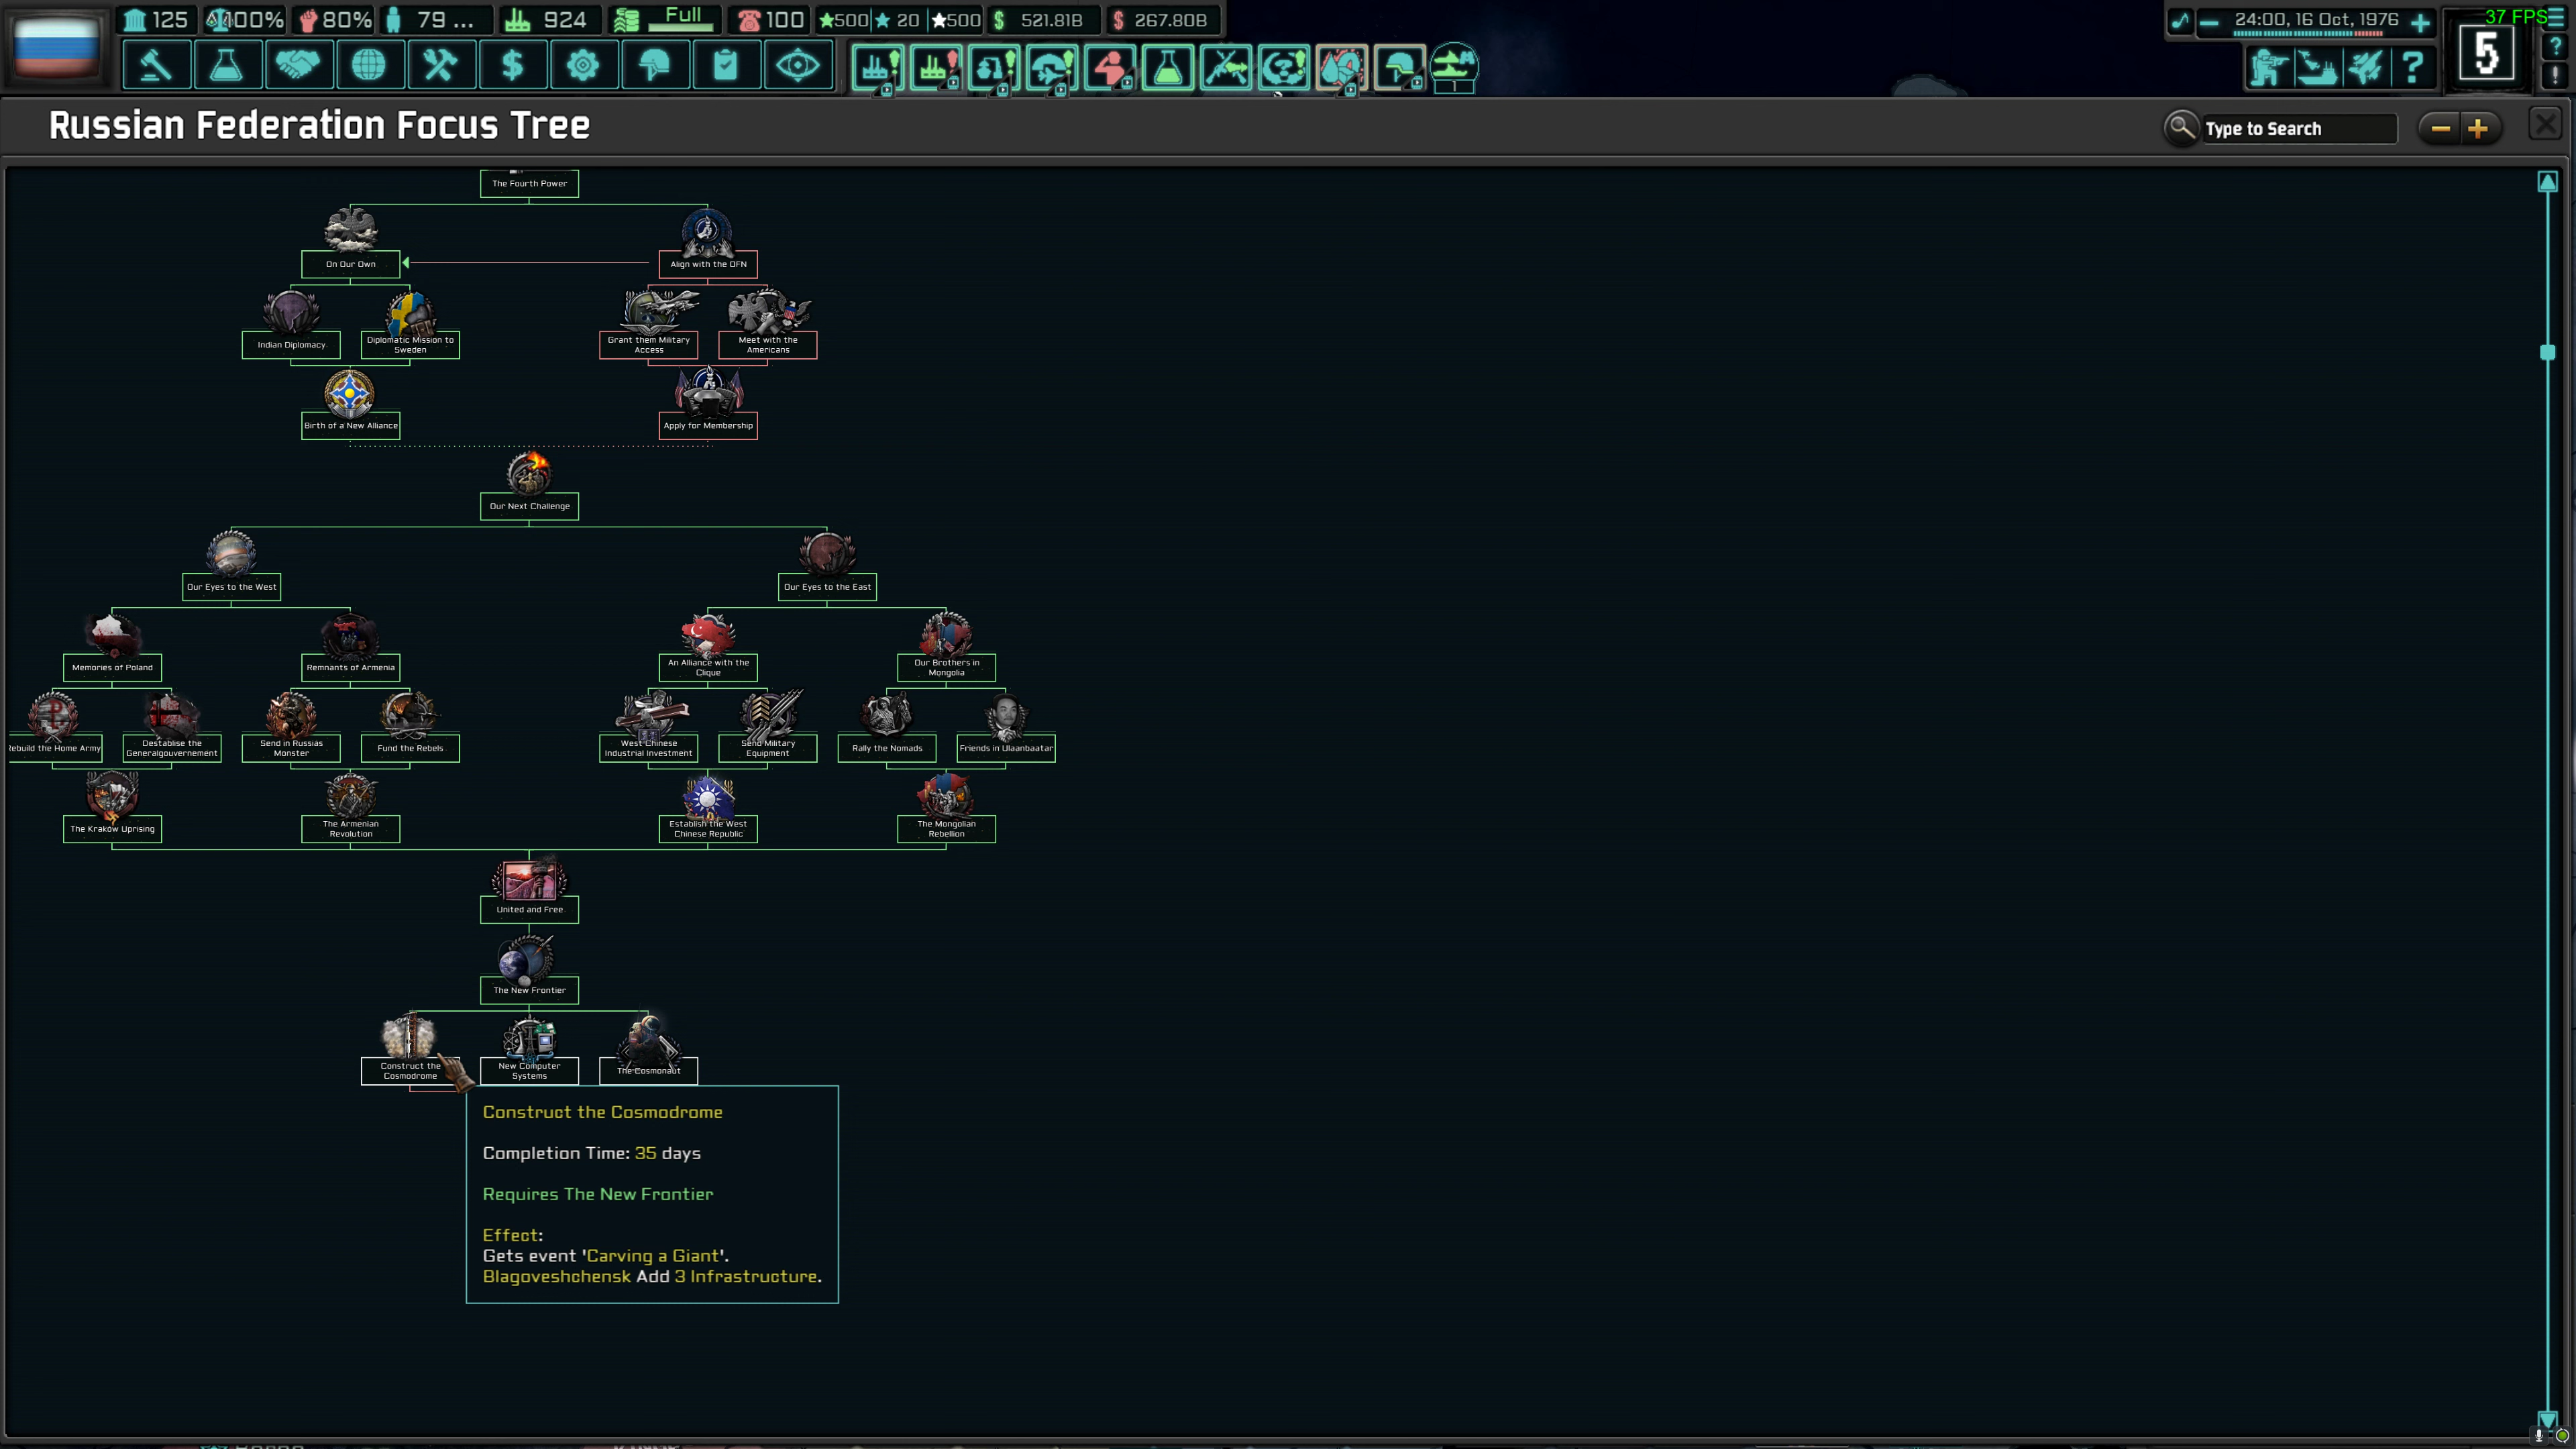 125
100%
80%
79 ...
924
Full
100
500
20
500
$ 521.81B
$ 267.80B
24:00, 16 Oct, 1976
37 FPS
5
1
Russian Federation Focus Tree
Type to Search
The Fourth Power
On Our Own
Align with the OFN
Indian Diplomacy
Diplomatic Mission to
Sweden
Grant them Military
Access
Meet with the
Americans
Birth of a New Alliance
Apply for Membership
Our Next Challenge
Our Eyes to the West
Our Eyes to the East
Memories of Poland
Remnants of Armenia
An Alliance with the
Clique
Our Brothers in
Mongolia
ebuild the Home Army
Destablise the
Generalgouvernement
Send in Russias
Monster
Fund the Rebels
West Chinese
Industrial Investment
Send Military
Equipment
Rally the Nomads
Friends in Ulaanbaatar
The Kraków Uprising
The Armenian
Revolution
Establish the West
Chinese Republic
The Mongolian
Rebellion
United and Free
The New Frontier
Construct the
Cosmodrome
New Computer
Systems
The Cosmonaut
Construct the Cosmodrome
Completion Time: 35 days
Requires The New Frontier
Effect:
Gets event 'Carving a Giant'.
Blagoveshchensk Add 3 Infrastructure.